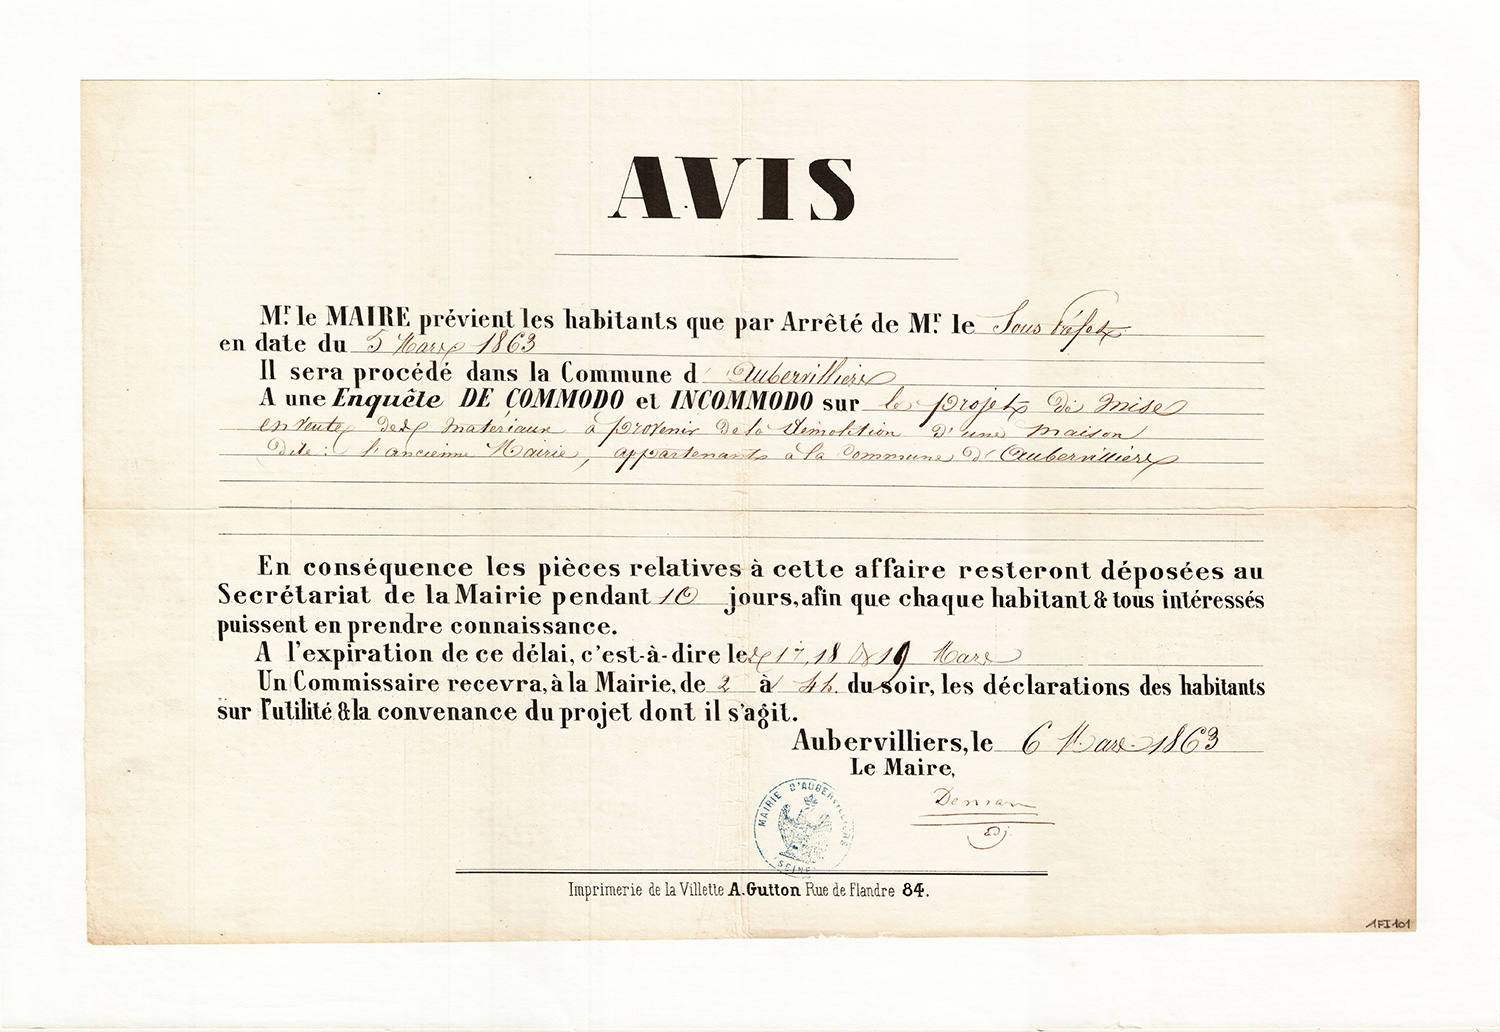 AVIS
Mr. le MAIRE prévient les habitants que par Arrêté de Mr. le Sous Préfet
en date du 5 Mars 1863
Il sera procédé dans la Commune d'Aubervilliers
A une Enquête DE COMMODO et INCOMMODO sur le projet de mise
en vente des matériaux à provenir de la démolition d'une maison
dite: l'ancienne Mairie, appartenant à la commune d'Aubervilliers
En conséquence les pièces relatives à cette affaire resteront déposées au
Secrétariat de la Mairie pendant 10 jours, afin que chaque habitant & tous intéressés
puissent en prendre connaissance.
A l'expiration de ce délai, c'est-à-dire les 17, 18 & 19 Mars
Un Commissaire recevra, à la Mairie, de 2 à 4 h. du soir, les déclarations des habitants
sur l'utilité & la convenance du projet dont il s'agit.
Aubervilliers, le 6 Mars 1863
Le Maire,
MAIRIE D'AUBERVILLIERS
(SEINE)
Imprimerie de la Villette A. Gutton Rue de Flandre 84.
1FI101